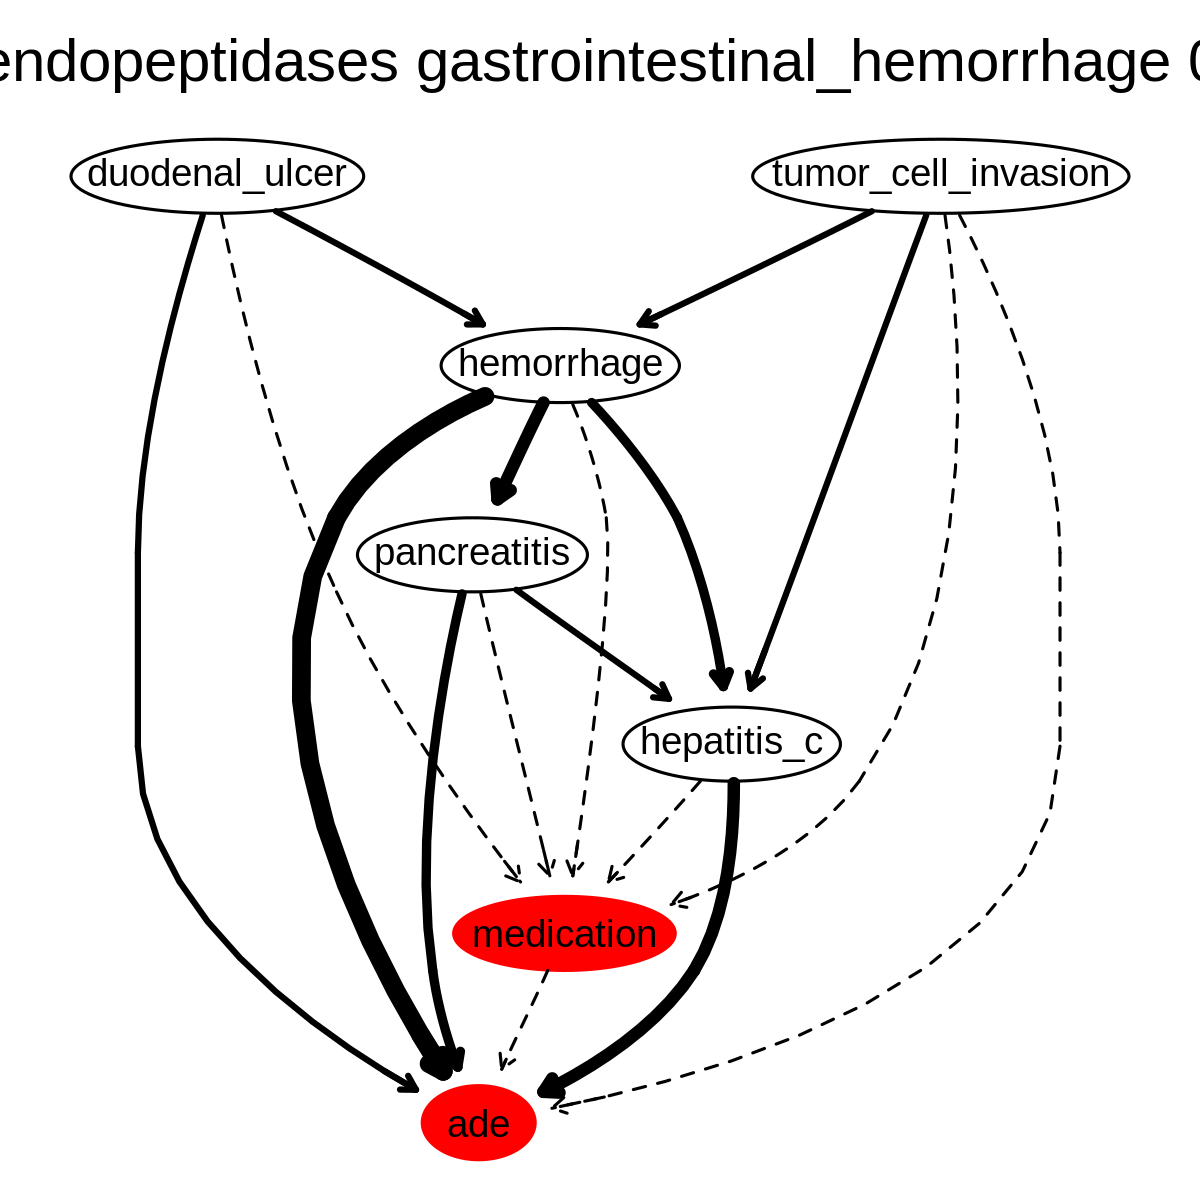 endopeptidases gastrointestinal_hemorrhage
duodenal_ulcer
tumor_cell_invasion
hemorrhage
pancreatitis
hepatitis_c
medication
ade